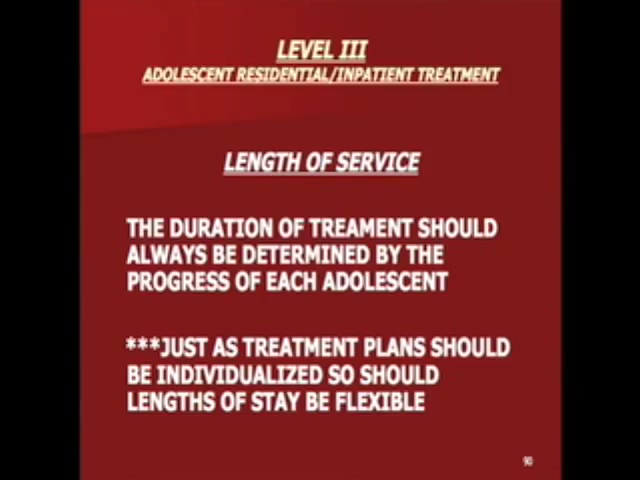 LEVEL III
ADOLESCENT RESIDENTIAL/INPATIENT TREATMENT
LENGTH OF SERVICE
THE DURATION OF TREAMENT SHOULD
ALWAYS BE DETERMINED BY THE
PROGRESS OF EACH ADOLESCENT
***JUST AS TREATMENT PLANS SHOULD
BE INDIVIDUALIZED SO SHOULD
LENGTHS OF STAY BE FLEXIBLE